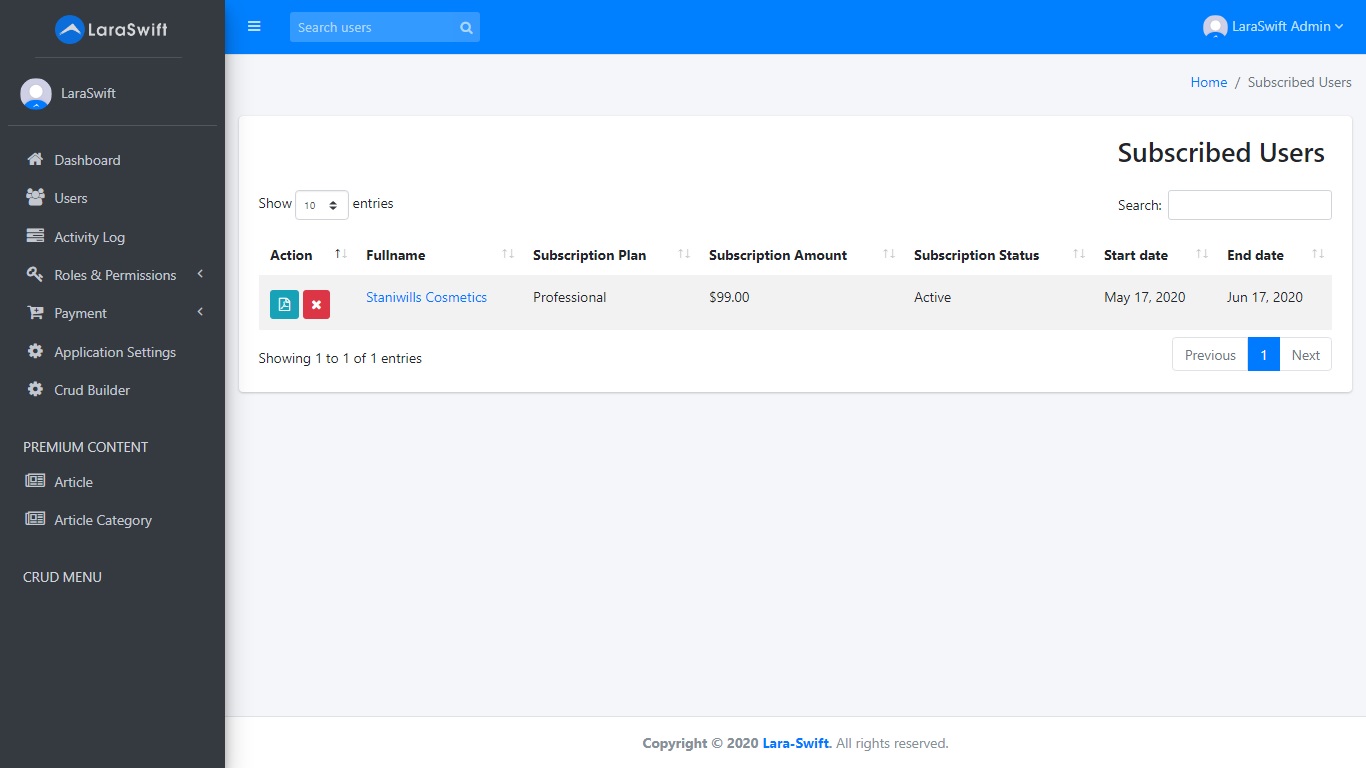 LaraSwift
Search users
LaraSwift Admin
LaraSwift
Dashboard
Users
Activity Log
Roles & Permissions
Payment
Application Settings
Crud Builder
PREMIUM CONTENT
Article
Article Category
CRUD MENU
Home / Subscribed Users
Subscribed Users
Show 10 entries
Search:
Action Fullname Subscription Plan Subscription Amount Subscription Status Start date End date
Staniwills Cosmetics Professional $99.00 Active May 17, 2020 Jun 17, 2020
Showing 1 to 1 of 1 entries
Previous 1 Next
Copyright © 2020 Lara-Swift. All rights reserved.